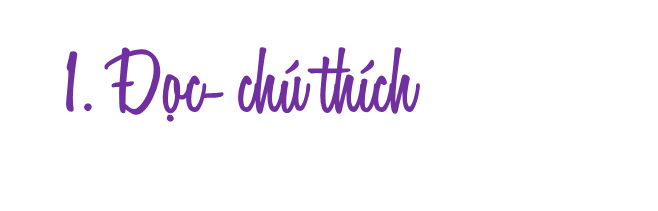 1. Đọc- chú thích